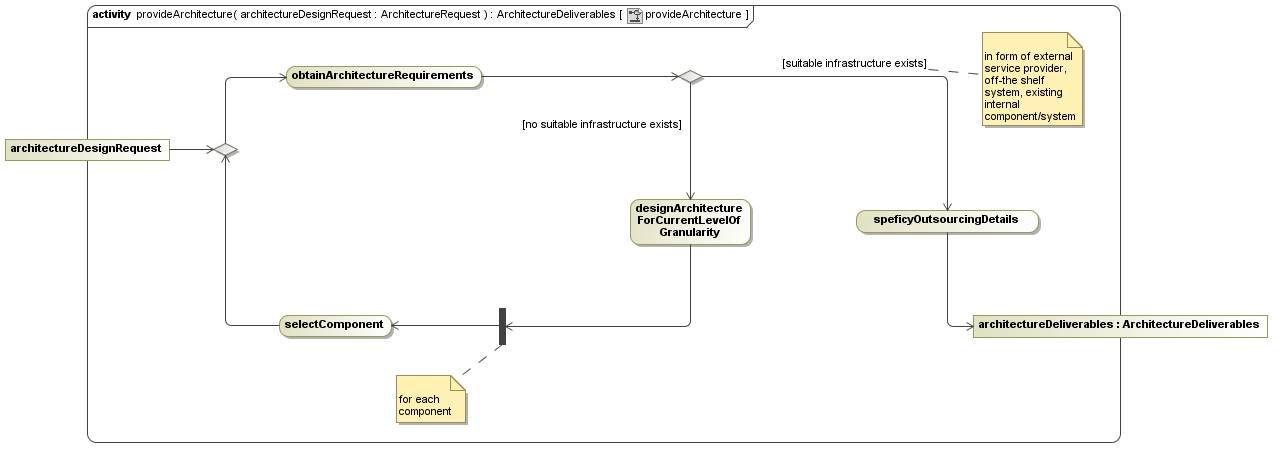 activity provideArchitecture( architectureDesignRequest : ArchitectureRequest ) : ArchitectureDeliverables [ provideArchitecture ]
obtainArchitectureRequirements
[suitable infrastructure exists]
in form of external
service provider,
off-the shelf
system, existing
internal
component/system
[no suitable infrastructure exists]
architectureDesignRequest
designArchitecture
ForCurrentLevelOf
Granularity
speficyOutsourcingDetails
selectComponent
architectureDeliverables : ArchitectureDeliverables
for each
component